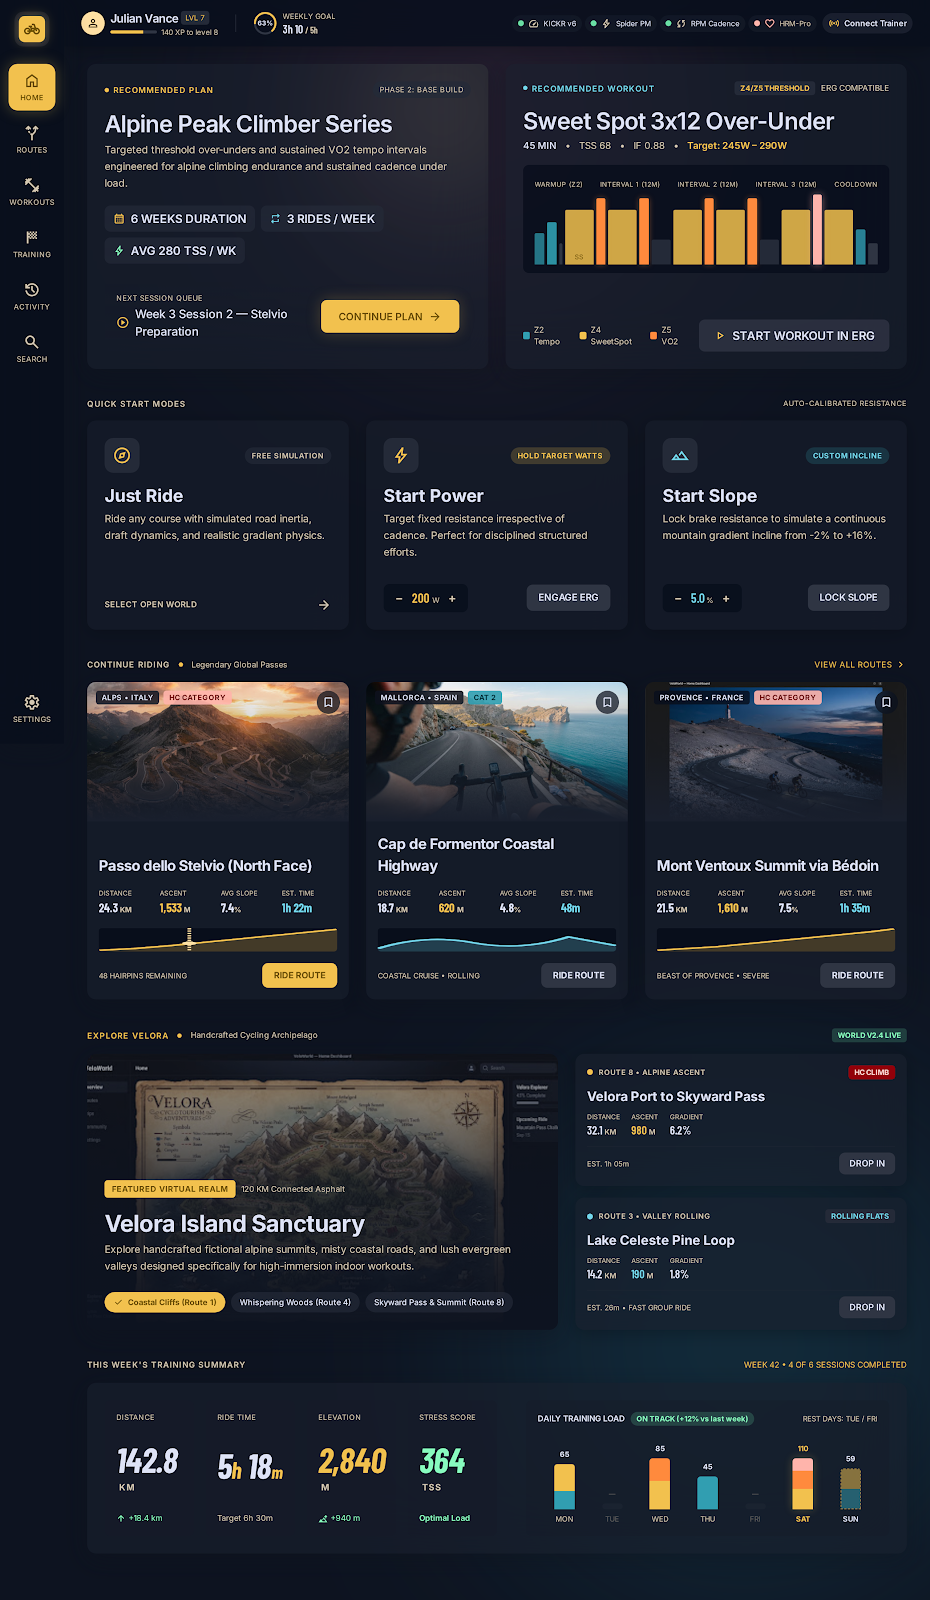 Julian Vance LVL 7
140 XP to level 8
63%
WEEKLY GOAL
3h 10 / 5h
KICKR v6
Spider PM
RPM Cadence
HRM-Pro
Connect Trainer
HOME
ROUTES
WORKOUTS
TRAINING
ACTIVITY
SEARCH
SETTINGS
RECOMMENDED PLAN
PHASE 2: BASE BUILD
Alpine Peak Climber Series
Targeted threshold over-unders and sustained VO2 tempo intervals
engineered for alpine climbing endurance and sustained cadence under
load.
6 WEEKS DURATION
3 RIDES / WEEK
AVG 280 TSS / WK
NEXT SESSION QUEUE
Week 3 Session 2 — Stelvio
Preparation
CONTINUE PLAN
RECOMMENDED WORKOUT
Z4/Z5 THRESHOLD
ERG COMPATIBLE
Sweet Spot 3x12 Over-Under
45 MIN • TSS 68 • IF 0.88 • Target: 245W – 290W
WARMUP (Z2)
INTERVAL 1 (12M)
INTERVAL 2 (12M)
INTERVAL 3 (12M)
COOLDOWN
SS
Z2
Tempo
Z4
SweetSpot
Z5
VO2
START WORKOUT IN ERG
QUICK START MODES
AUTO-CALIBRATED RESISTANCE
FREE SIMULATION
Just Ride
Ride any course with simulated road inertia,
draft dynamics, and realistic gradient physics.
SELECT OPEN WORLD
HOLD TARGET WATTS
Start Power
Target fixed resistance irrespective of
cadence. Perfect for disciplined structured
efforts.
− 200 W +
ENGAGE ERG
CUSTOM INCLINE
Start Slope
Lock brake resistance to simulate a continuous
mountain gradient incline from -2% to +16%.
− 5.0 % +
LOCK SLOPE
CONTINUE RIDING • Legendary Global Passes
VIEW ALL ROUTES
ALPS • ITALY
HC CATEGORY
Passo dello Stelvio (North Face)
DISTANCE
ASCENT
AVG SLOPE
EST. TIME
24.3 KM
1,533 M
7.4%
1h 22m
48 HAIRPINS REMAINING
RIDE ROUTE
MALLORCA • SPAIN
CAT 2
Cap de Formentor Coastal
Highway
DISTANCE
ASCENT
AVG SLOPE
EST. TIME
18.7 KM
620 M
4.8%
48m
COASTAL CRUISE • ROLLING
RIDE ROUTE
PROVENCE • FRANCE
HC CATEGORY
Mont Ventoux Summit via Bédoin
DISTANCE
ASCENT
AVG SLOPE
EST. TIME
21.5 KM
1,610 M
7.5%
1h 35m
BEAST OF PROVENCE • SEVERE
RIDE ROUTE
EXPLORE VELORA • Handcrafted Cycling Archipelago
WORLD V2.4 LIVE
Home
Search
VELORA
CYCLOTOURISM
ADVENTURES
Velora Explorer
Upcoming Ride
FEATURED VIRTUAL REALM
120 KM Connected Asphalt
Velora Island Sanctuary
Explore handcrafted fictional alpine summits, misty coastal roads, and lush evergreen
valleys designed specifically for high-immersion indoor workouts.
Coastal Cliffs (Route 1)
Whispering Woods (Route 4)
Skyward Pass & Summit (Route 8)
ROUTE 8 • ALPINE ASCENT
HC CLIMB
Velora Port to Skyward Pass
DISTANCE
ASCENT
GRADIENT
32.1 KM
980 M
6.2%
EST. 1h 05m
DROP IN
ROUTE 3 • VALLEY ROLLING
ROLLING FLATS
Lake Celeste Pine Loop
DISTANCE
ASCENT
GRADIENT
14.2 KM
190 M
1.8%
EST. 26m • FAST GROUP RIDE
DROP IN
THIS WEEK'S TRAINING SUMMARY
WEEK 42 • 4 OF 6 SESSIONS COMPLETED
DISTANCE
142.8
KM
+18.4 km
RIDE TIME
5h 18m
Target 6h 30m
ELEVATION
2,840
M
+940 m
STRESS SCORE
364
TSS
Optimal Load
DAILY TRAINING LOAD
ON TRACK (+12% vs last week)
REST DAYS: TUE / FRI
65
—
85
45
—
110
59
MON
TUE
WED
THU
FRI
SAT
SUN